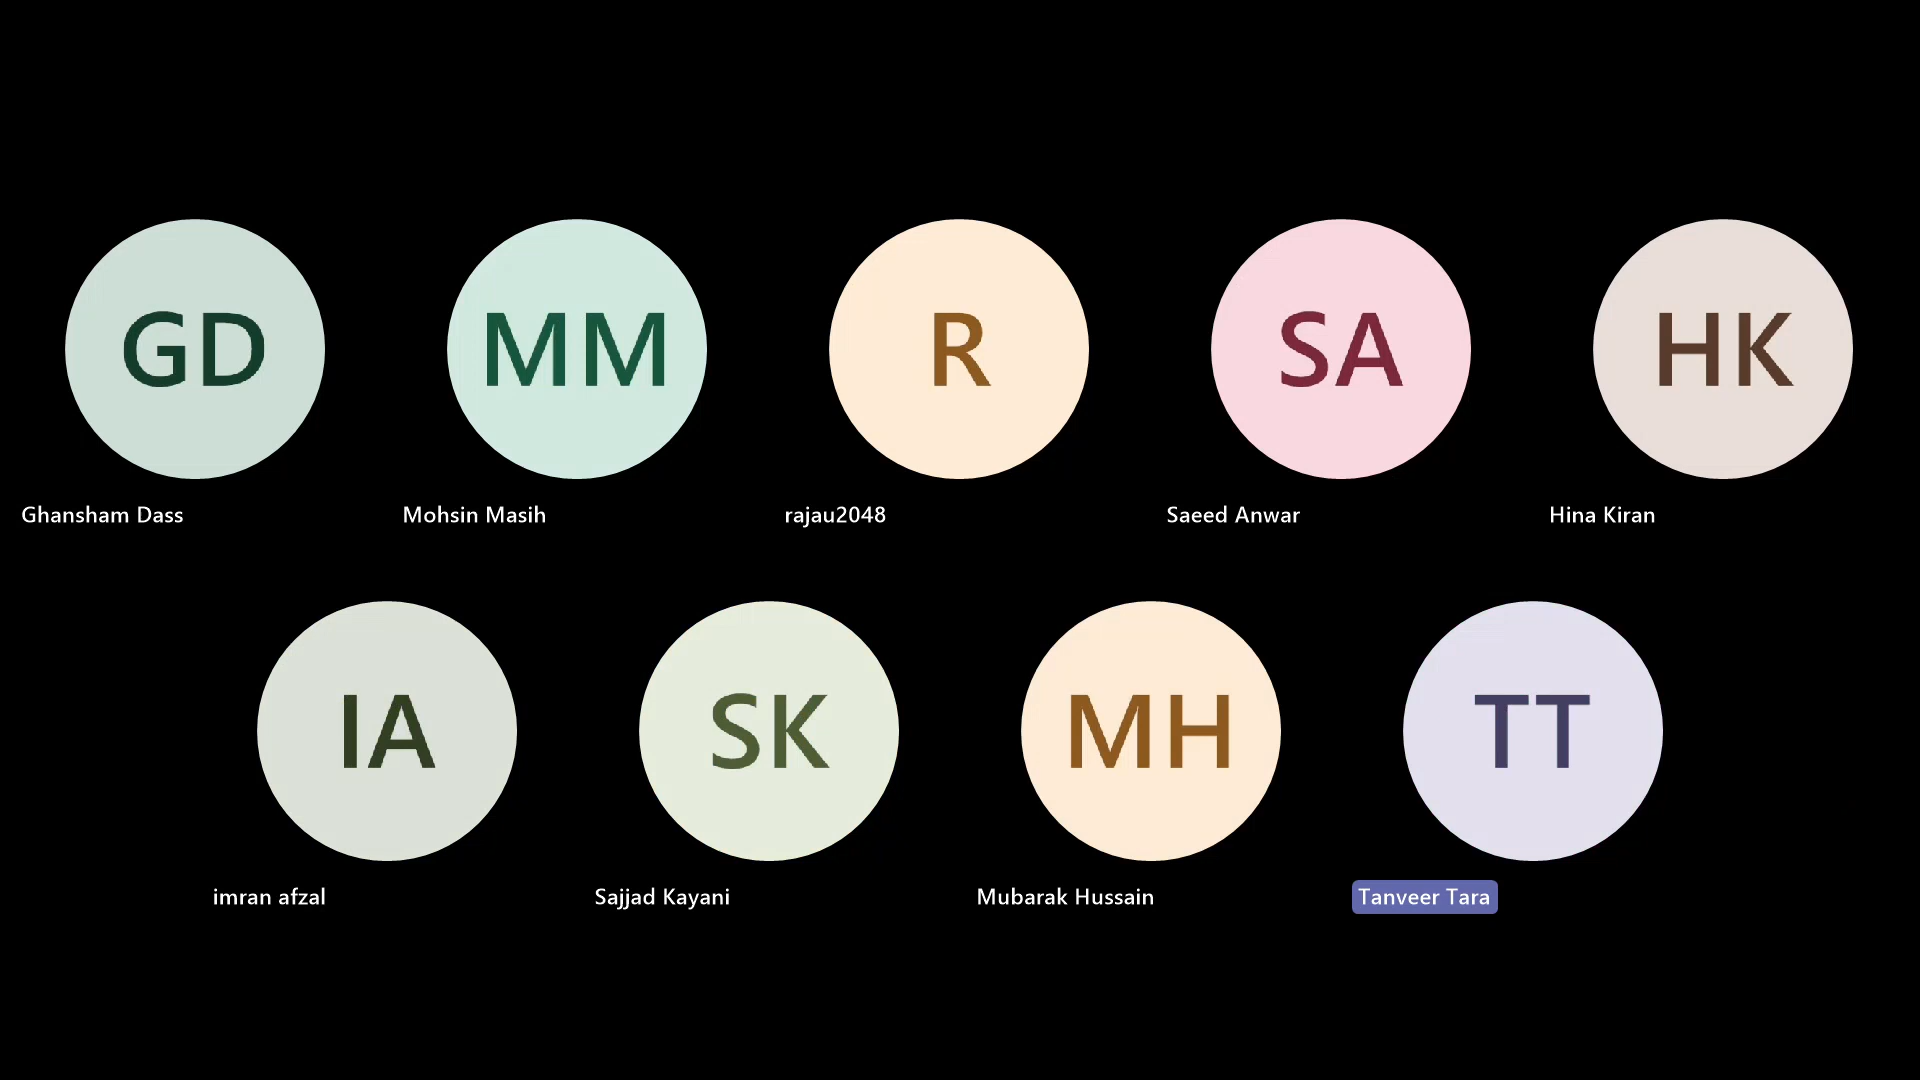 GD
MM
R
SA
HK
Ghansham Dass
Mohsin Masih
rajau2048
Saeed Anwar
Hina Kiran
IA
SK
MH
TT
imran afzal
Sajjad Kayani
Mubarak Hussain
Tanveer Tara